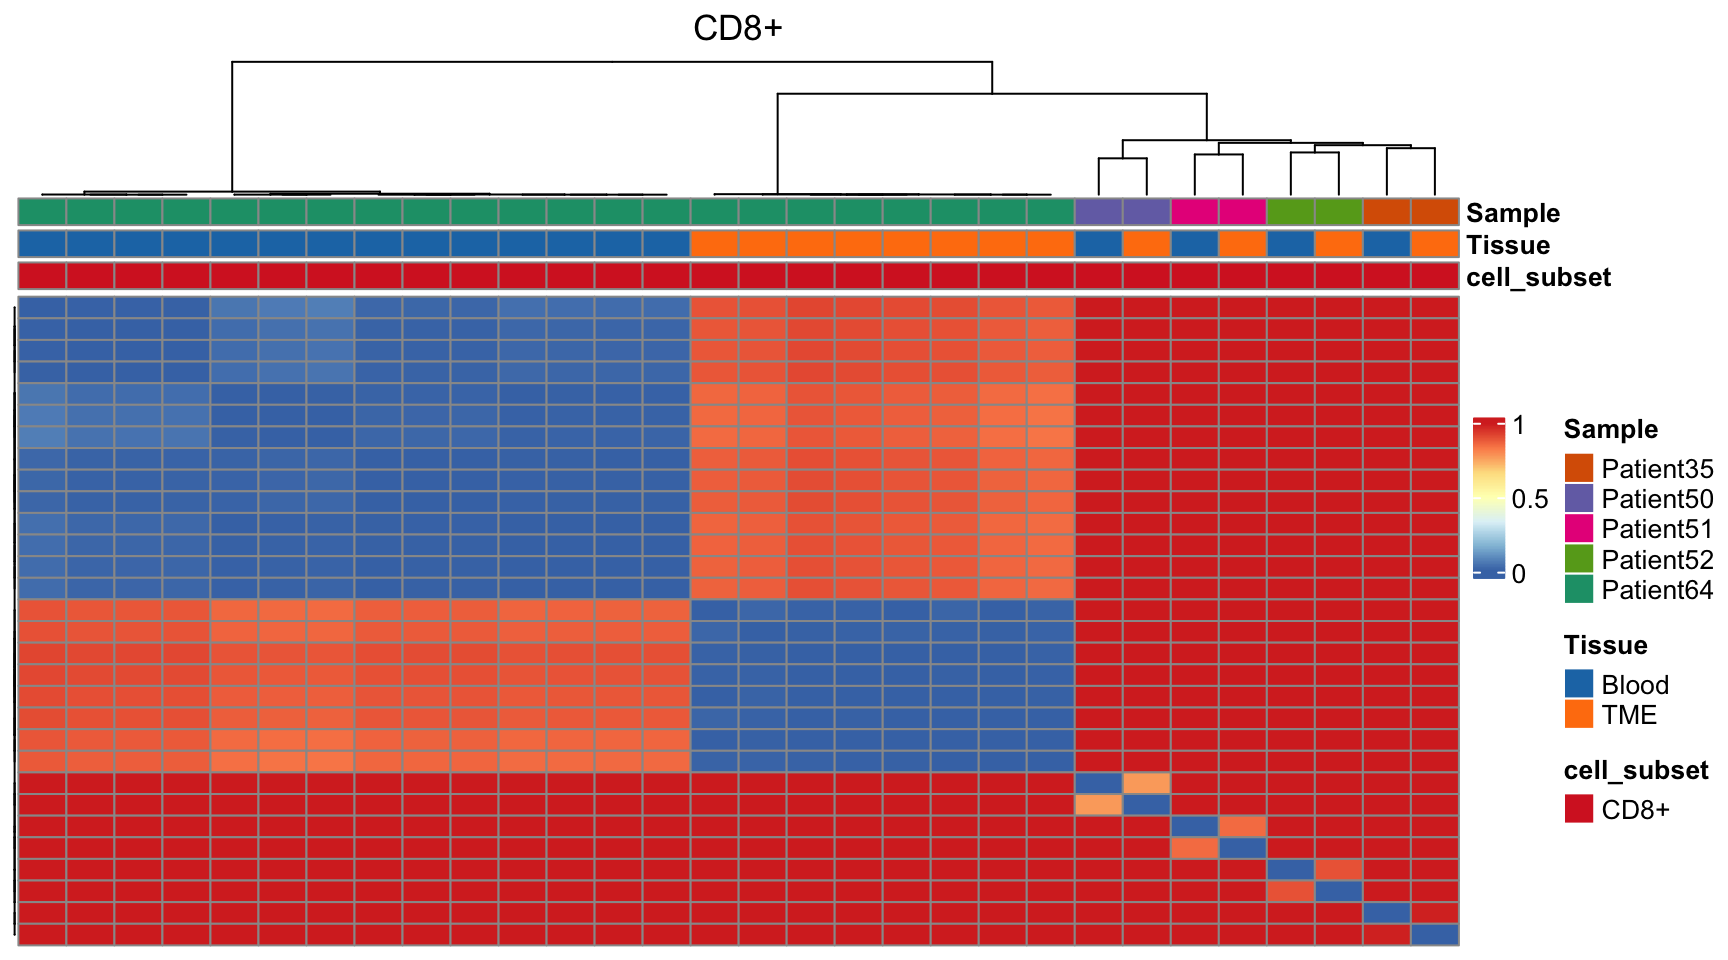 CD8+
Sample
Tissue
cell_subset
1
0.5
0
Sample
Patient35
Patient50
Patient51
Patient52
Patient64
Tissue
Blood
TME
cell_subset
CD8+